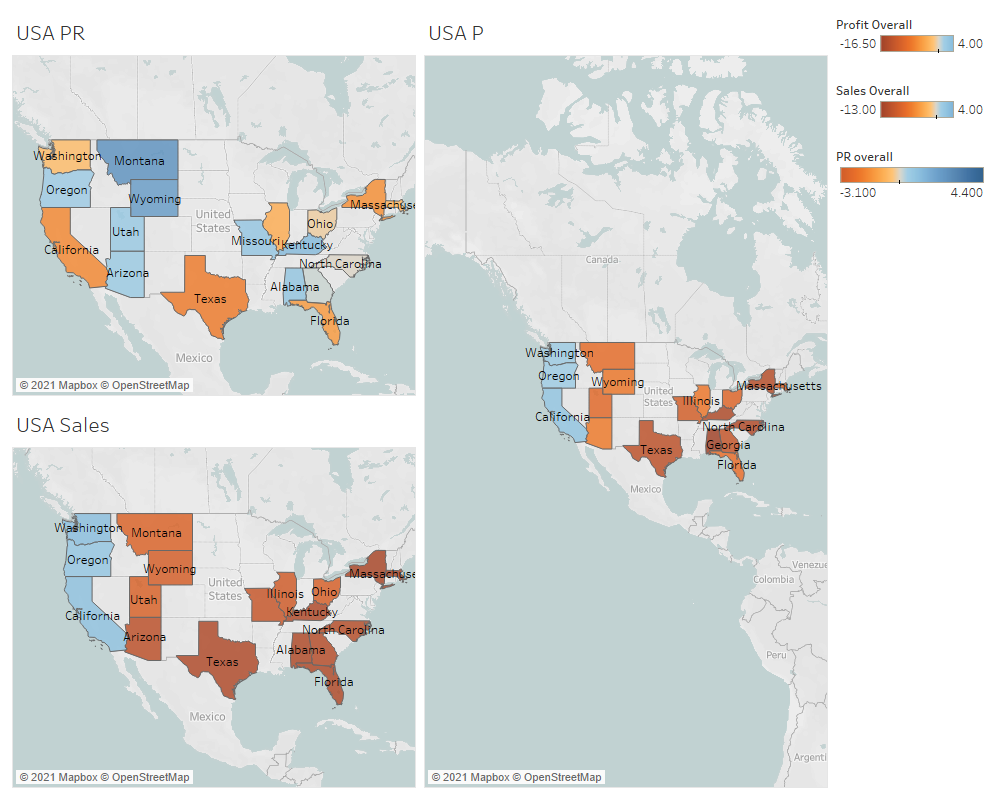 USA PR
Washington
Montana
Oregon
Wyoming
United
States
Massachuse
Ohio
Utah
Missouri
Kentucky
California
North Carolina
Arizona
Alabama
Texas
Florida
Mexico
© 2021 Mapbox © OpenStreetMap
USA Sales
Washington
Montana
Oregon
Wyoming
Massachuse
United
States
Utah
Illinois
Ohio
Kentucky
California
North Carolina
Arizona
Alabama
Texas
Florida
Mexico
© 2021 Mapbox © OpenStreetMap
USA P
Canada
Washington
Oregon
Wyoming
Massachusetts
United
States
Illinois
California
North Carolina
Texas
Georgia
Florida
Mexico
Venezue
Colombia
Peru
Argenti
© 2021 Mapbox © OpenStreetMap
Profit Overall
-16.50 4.00
Sales Overall
-13.00 4.00
PR overall
-3.100 4.400